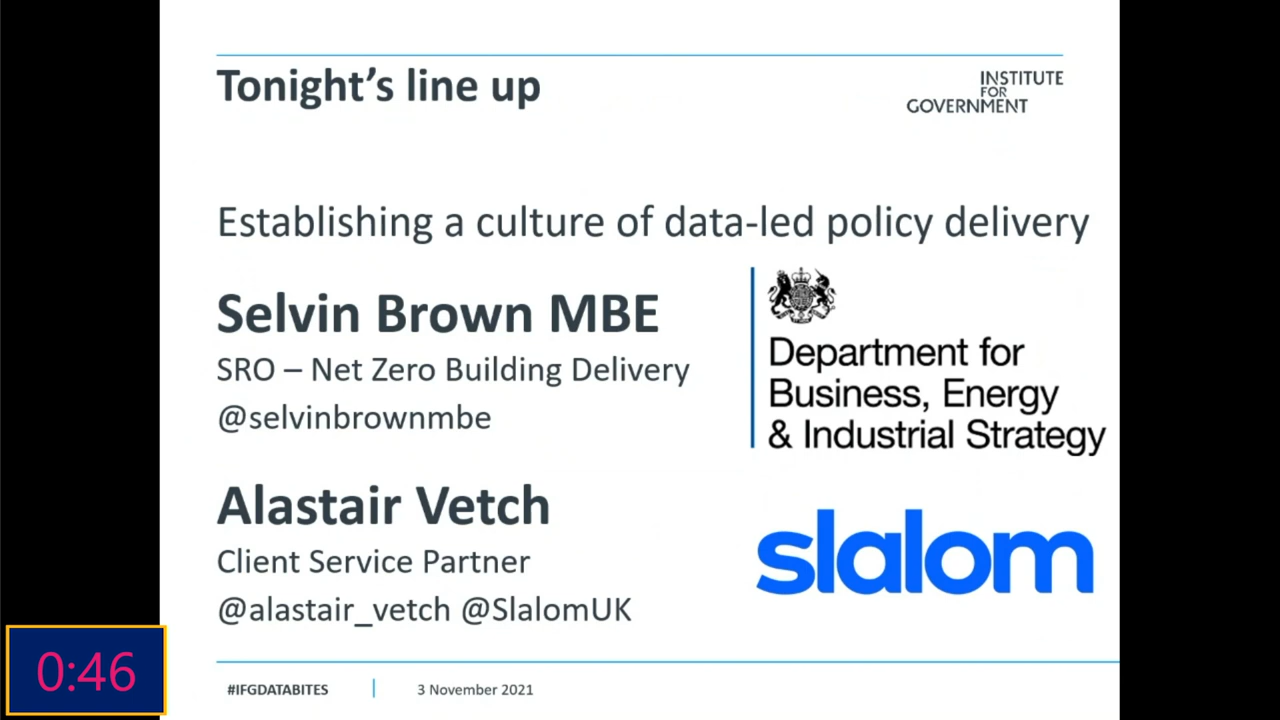 Tonight's line up
INSTITUTE
FOR
GOVERNMENT
Establishing a culture of data-led policy delivery
Selvin Brown MBE
SRO – Net Zero Building Delivery
@selvinbrownmbe
Department for
Business, Energy
& Industrial Strategy
Alastair Vetch
Client Service Partner
@alastair_vetch @SlalomUK
slalom
0:46
#IFGDATABITES
3 November 2021